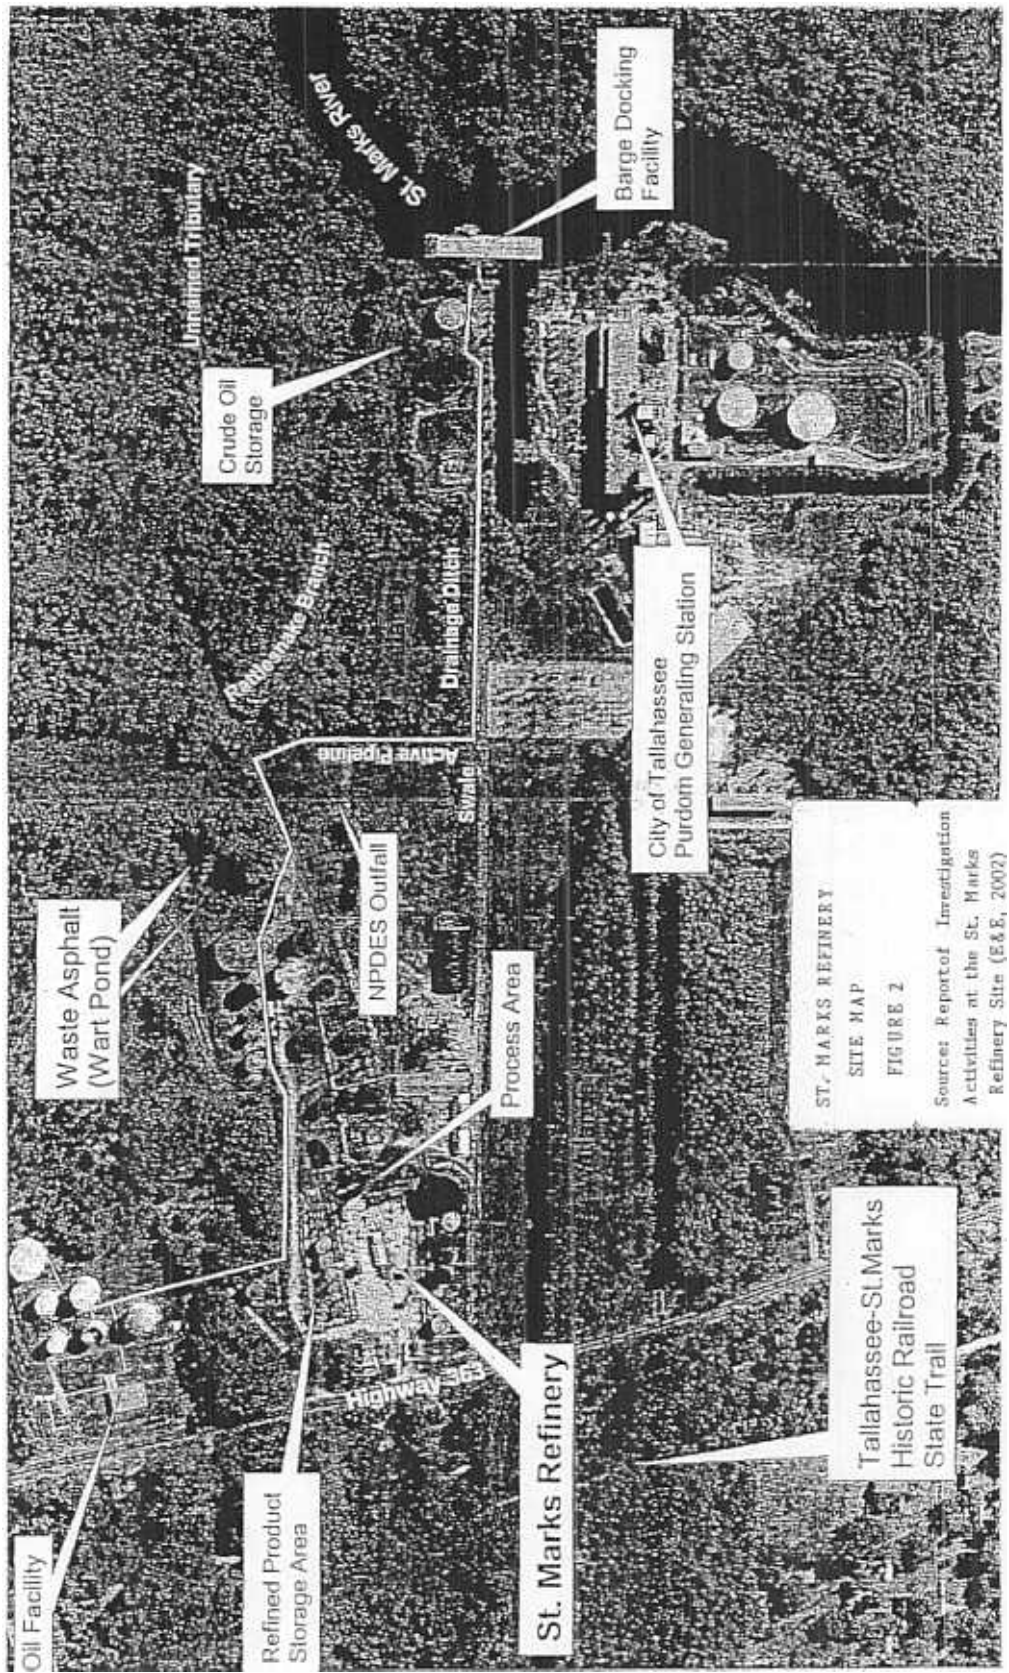 Oil Facility
Waste Asphalt
(Wart Pond)
Unnamed Tributary
St. Marks River
Crude Oil
Storage
Rattlesnake Branch
Barge Docking
Facility
Refined Product
Storage Area
Highway 363
NPDES Outfall
Active Pipeline
Drainage Ditch
Swale
Process Area
St. Marks Refinery
City of Tallahassee
Purdom Generating Station
Tallahassee-St.Marks
Historic Railroad
State Trail
ST. MARKS REFINERY
SITE MAP
FIGURE 2
Source: Reportof Investigation
Activities at the St. Marks
Refinery Site (E&E, 2002)